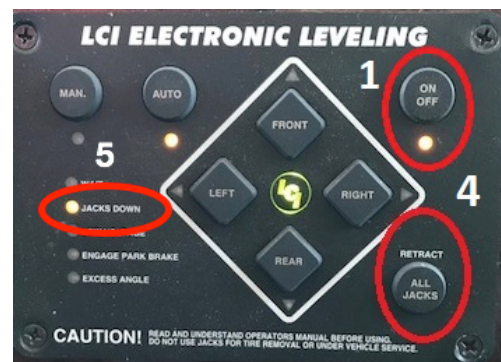 LCI ELECTRONIC LEVELING
MAN.
AUTO
1
ON
OFF
FRONT
5
4
JACKS DOWN
LEFT
LCI
RIGHT
ENGAGE PARK BRAKE
REAR
RETRACT
EXCESS ANGLE
ALL
JACKS
CAUTION!
READ AND UNDERSTAND OPERATORS MANUAL BEFORE USING.
DO NOT USE JACKS FOR TIRE REMOVAL OR UNDER VEHICLE SERVICE.